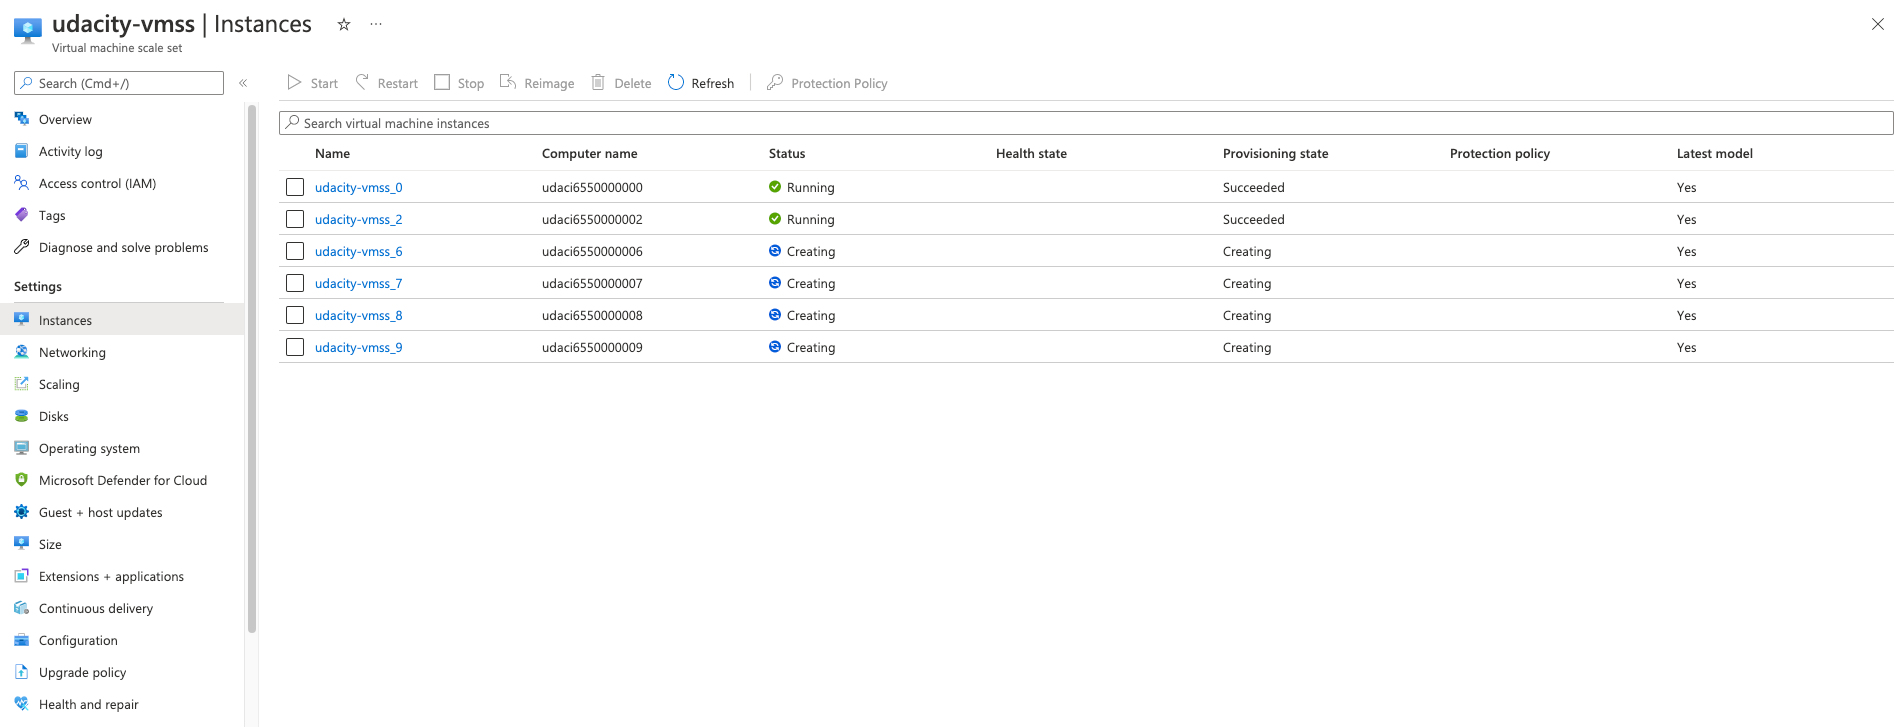 udacity-vmss | Instances ☆ ...
Virtual machine scale set
Search (Cmd+/) «
Start Restart Stop Reimage Delete Refresh Protection Policy
Overview
Activity log
Access control (IAM)
Tags
Diagnose and solve problems
Settings
Instances
Networking
Scaling
Disks
Operating system
Microsoft Defender for Cloud
Guest + host updates
Size
Extensions + applications
Continuous delivery
Configuration
Upgrade policy
Health and repair
Search virtual machine instances
Name Computer name Status Health state Provisioning state Protection policy Latest model
udacity-vmss_0 udaci6550000000 Running Succeeded Yes
udacity-vmss_2 udaci6550000002 Running Succeeded Yes
udacity-vmss_6 udaci6550000006 Creating Creating Yes
udacity-vmss_7 udaci6550000007 Creating Creating Yes
udacity-vmss_8 udaci6550000008 Creating Creating Yes
udacity-vmss_9 udaci6550000009 Creating Creating Yes